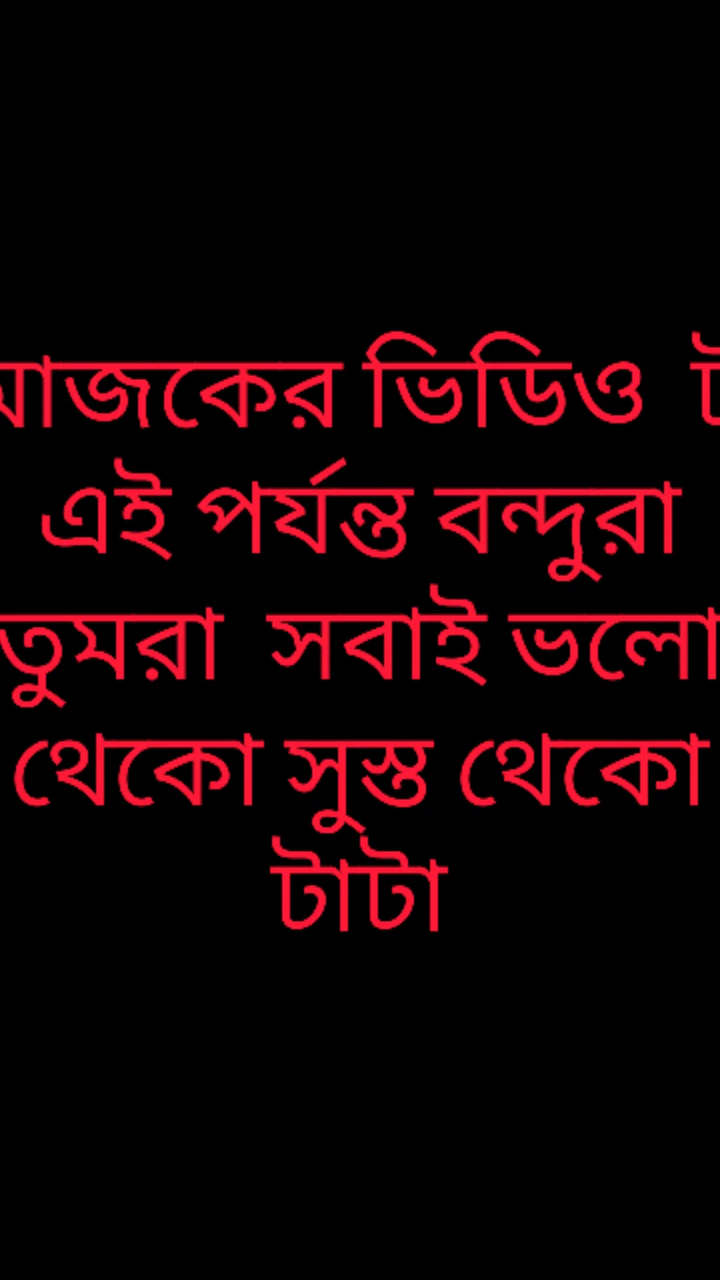 আজকের ভিডিও ট
এই পর্যন্ত বন্দুরা
তুমরা সবাই ভলো
থেকো সুস্ত থেকো
টাটা